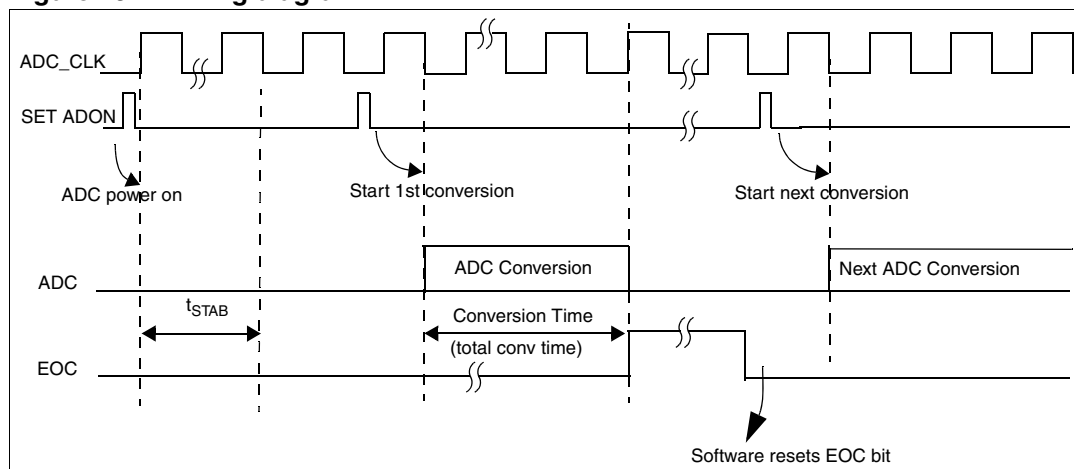 ADC_CLK
SET ADON
ADC power on
Start 1st conversion
Start next conversion
ADC
ADC Conversion
Next ADC Conversion
tSTAB
Conversion Time
(total conv time)
EOC
Software resets EOC bit